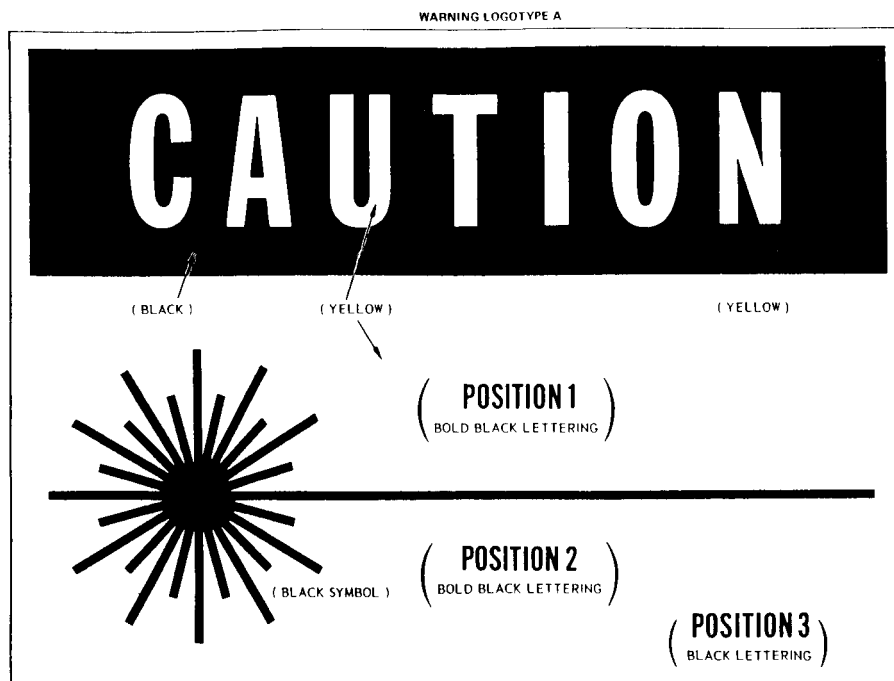 WARNING LOGOTYPE A
CAUTION
( BLACK )
( YELLOW )
( YELLOW )
( POSITION 1
BOLD BLACK LETTERING )
( POSITION 2
BOLD BLACK LETTERING )
( BLACK SYMBOL )
( POSITION 3
BLACK LETTERING )